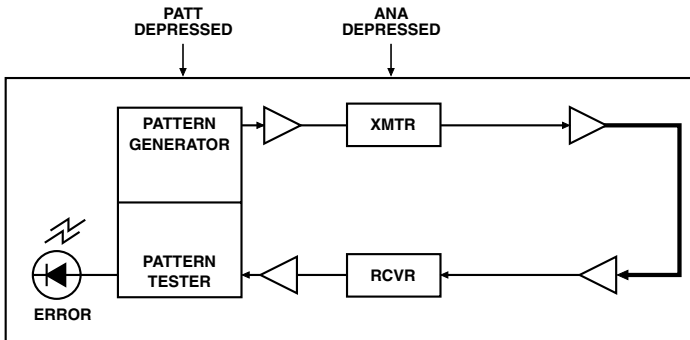 PATT
DEPRESSED
ANA
DEPRESSED
PATTERN
GENERATOR
XMTR
PATTERN
TESTER
RCVR
ERROR